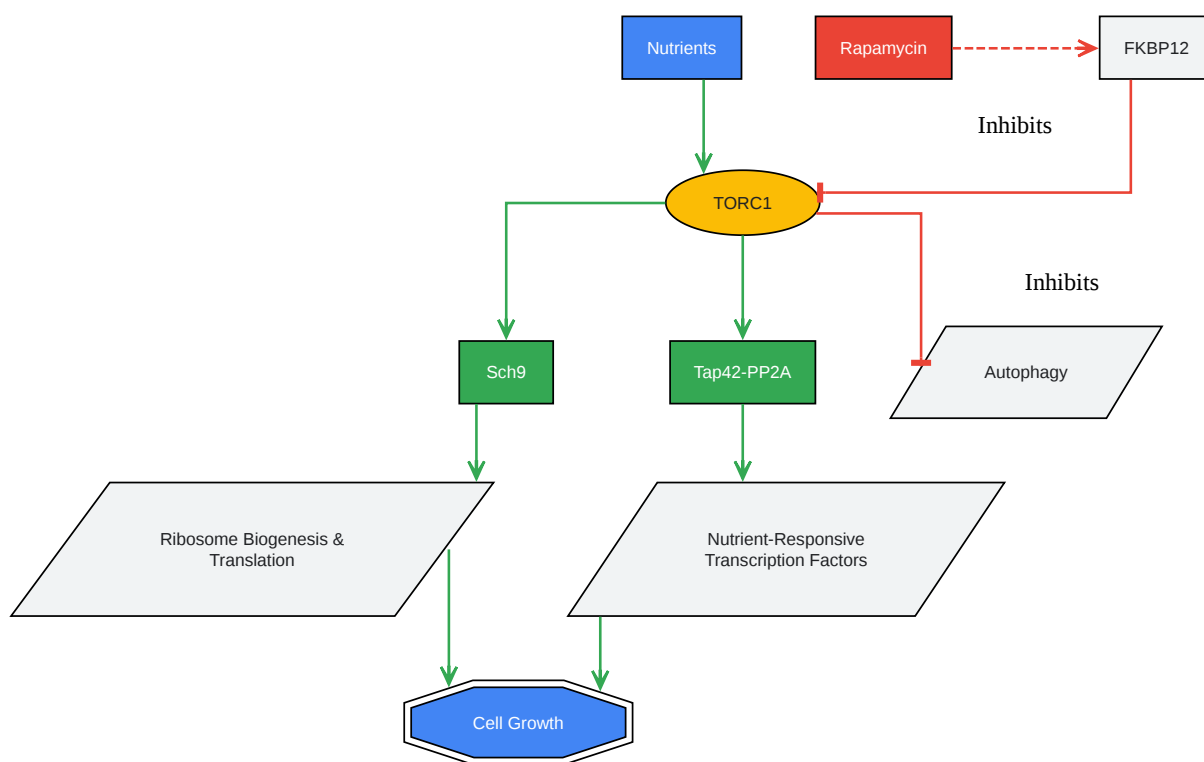 Nutrients
Rapamycin
FKBP12
Inhibits
TORC1
Inhibits
Sch9
Tap42-PP2A
Autophagy
Ribosome Biogenesis &
Translation
Nutrient-Responsive
Transcription Factors
Cell Growth